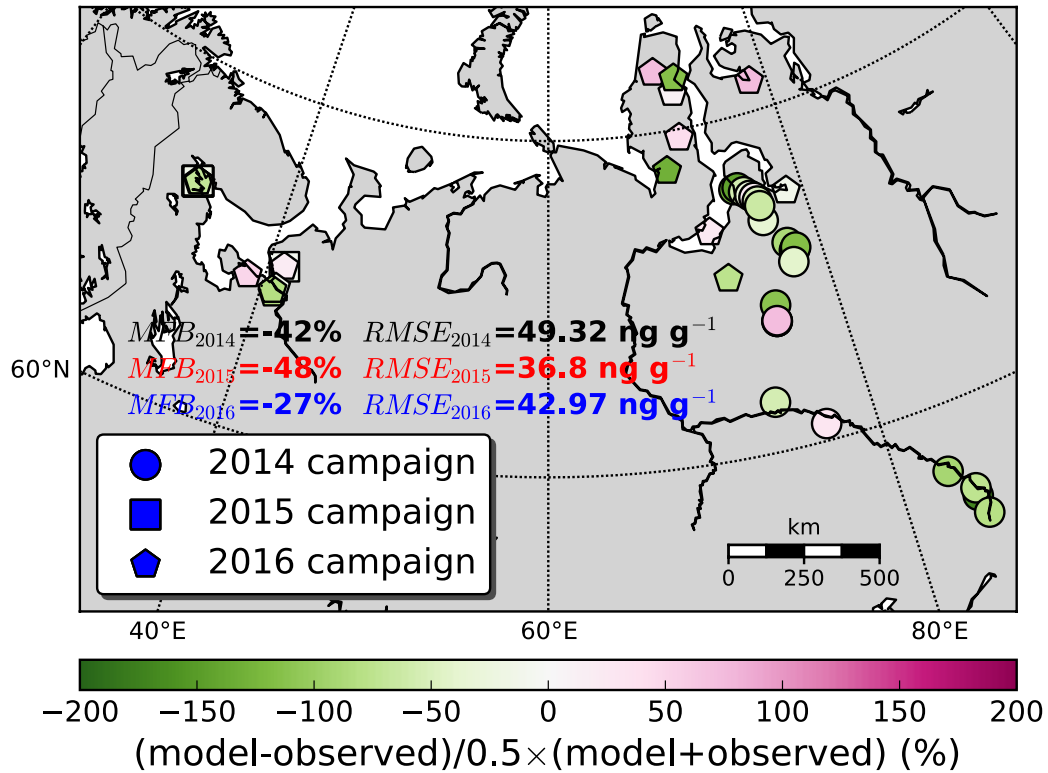 MFB2014=-42% RMSE2014=49.32 ng g−1
60°N
MFB2015=-48% RMSE2015=36.8 ng g−1
MFB2016=-27% RMSE2016=42.97 ng g−1
2014 campaign
2015 campaign
2016 campaign
km
0 250 500
40°E 60°E 80°E
−200 −150 −100 −50 0 50 100 150 200
(model-observed)/0.5×(model+observed) (%)